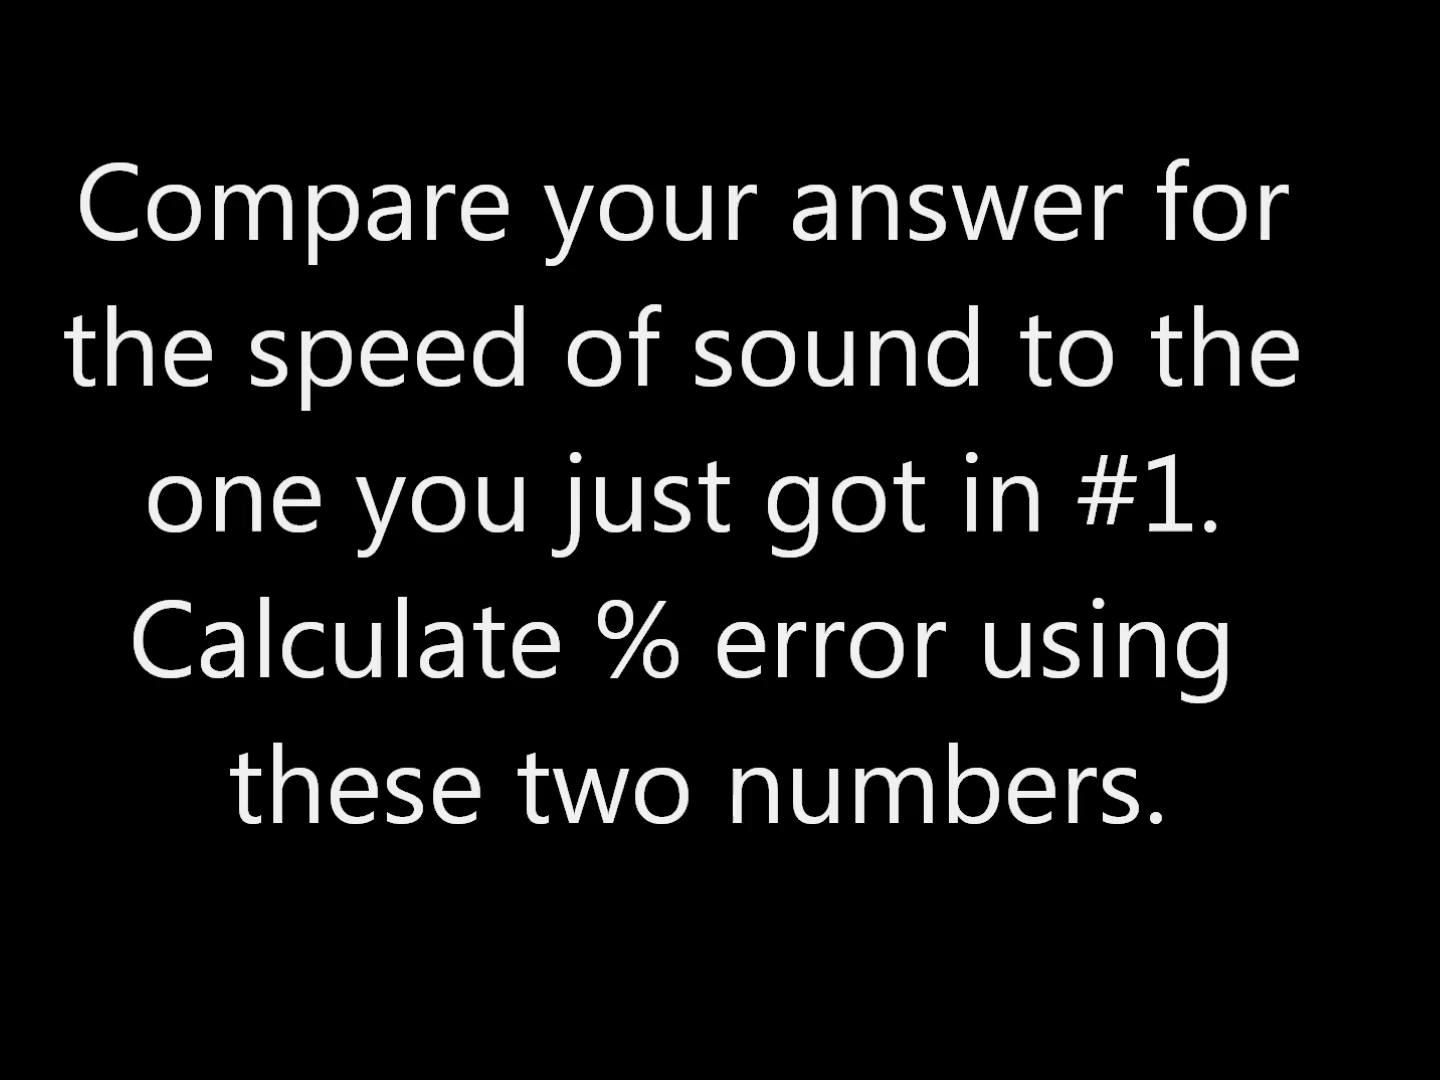 Compare your answer for
the speed of sound to the
one you just got in #1.
Calculate % error using
these two numbers.